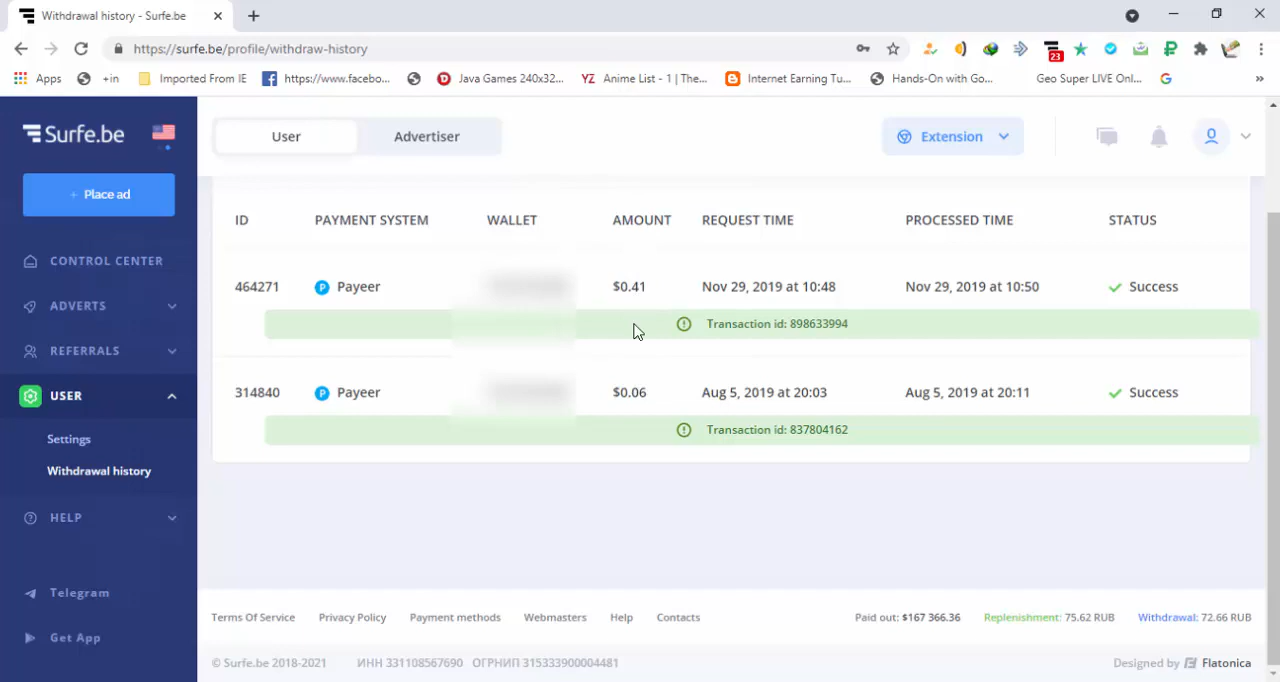 Withdrawal history - Surfe.be
https://surfe.be/profile/withdraw-history
23
Apps +in Imported From IE https://www.facebo... Java Games 240x32... YZ Anime List - 1 | The... Internet Earning Tu... Hands-On with Go... Geo Super LIVE Onl... »
Surfe.be
User Advertiser Extension
+ Place ad
ID PAYMENT SYSTEM WALLET AMOUNT REQUEST TIME PROCESSED TIME STATUS
CONTROL CENTER
464271 Payeer $0.41 Nov 29, 2019 at 10:48 Nov 29, 2019 at 10:50 Success
ADVERTS
Transaction id: 898633994
REFERRALS
314840 Payeer $0.06 Aug 5, 2019 at 20:03 Aug 5, 2019 at 20:11 Success
USER
Transaction id: 837804162
Settings
Withdrawal history
HELP
Telegram
Get App
Terms Of Service Privacy Policy Payment methods Webmasters Help Contacts Paid out: $167 366.36 Replenishment: 75.62 RUB Withdrawal: 72.66 RUB
© Surfe.be 2018-2021 ИНН 331108567690 ОГРНИП 315333900004481 Designed by Flatonica